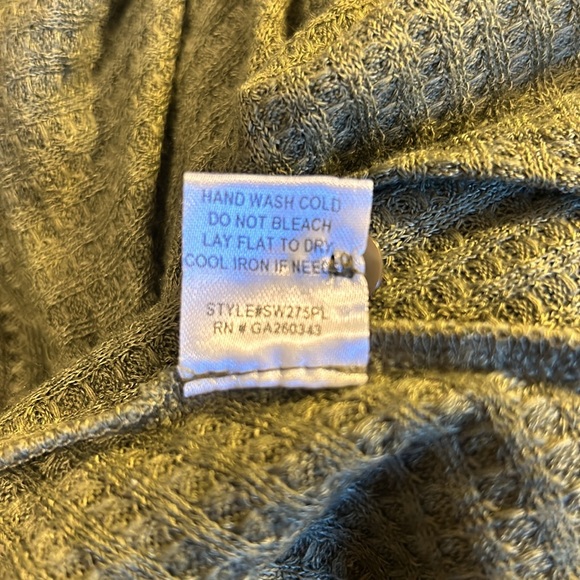 HAND WASH COLD
DO NOT BLEACH
LAY FLAT TO DRY
COOL IRON IF
STYLE#SW275PL
RN # GA260343